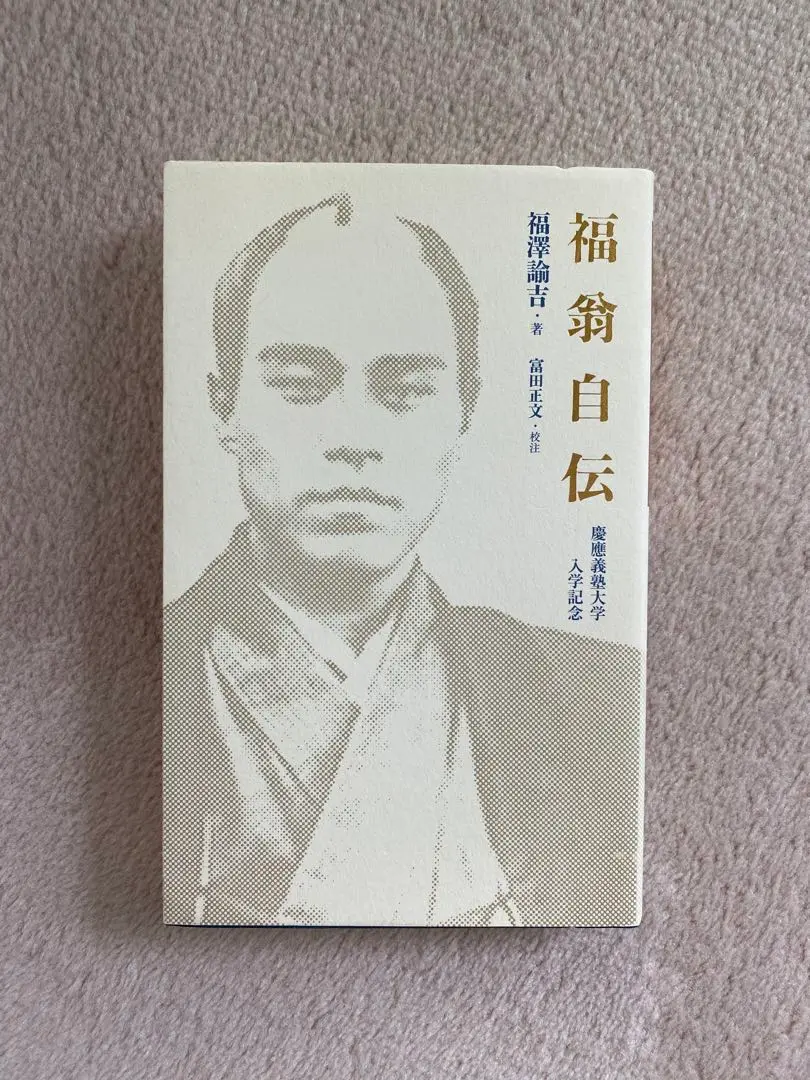 福翁自伝
慶應義塾大学
入学記念
福澤諭吉・著　富田正文・校注